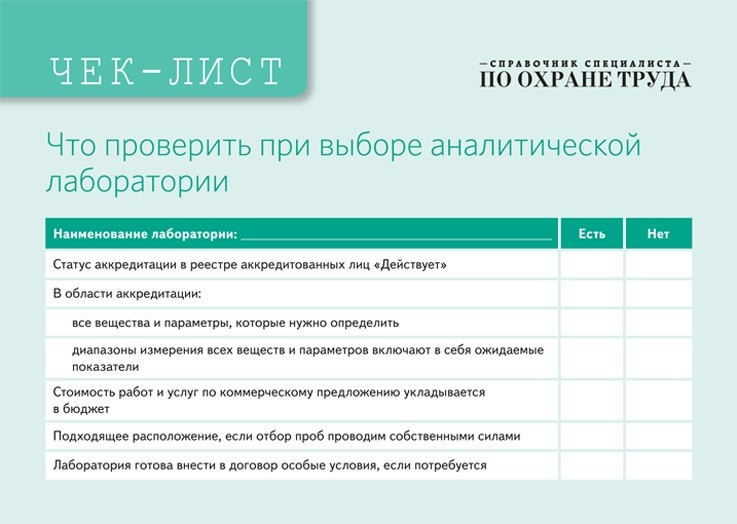 ЧЕК-ЛИСТ
СПРАВОЧНИК СПЕЦИАЛИСТА
ПО ОХРАНЕ ТРУДА
Что проверить при выборе аналитической
лаборатории
Наименование лаборатории: Есть Нет
Статус аккредитации в реестре аккредитованных лиц «Действует»
В области аккредитации:
все вещества и параметры, которые нужно определить
диапазоны измерения всех веществ и параметров включают в себя ожидаемые
показатели
Стоимость работ и услуг по коммерческому предложению укладывается
в бюджет
Подходящее расположение, если отбор проб проводим собственными силами
Лаборатория готова внести в договор особые условия, если потребуется